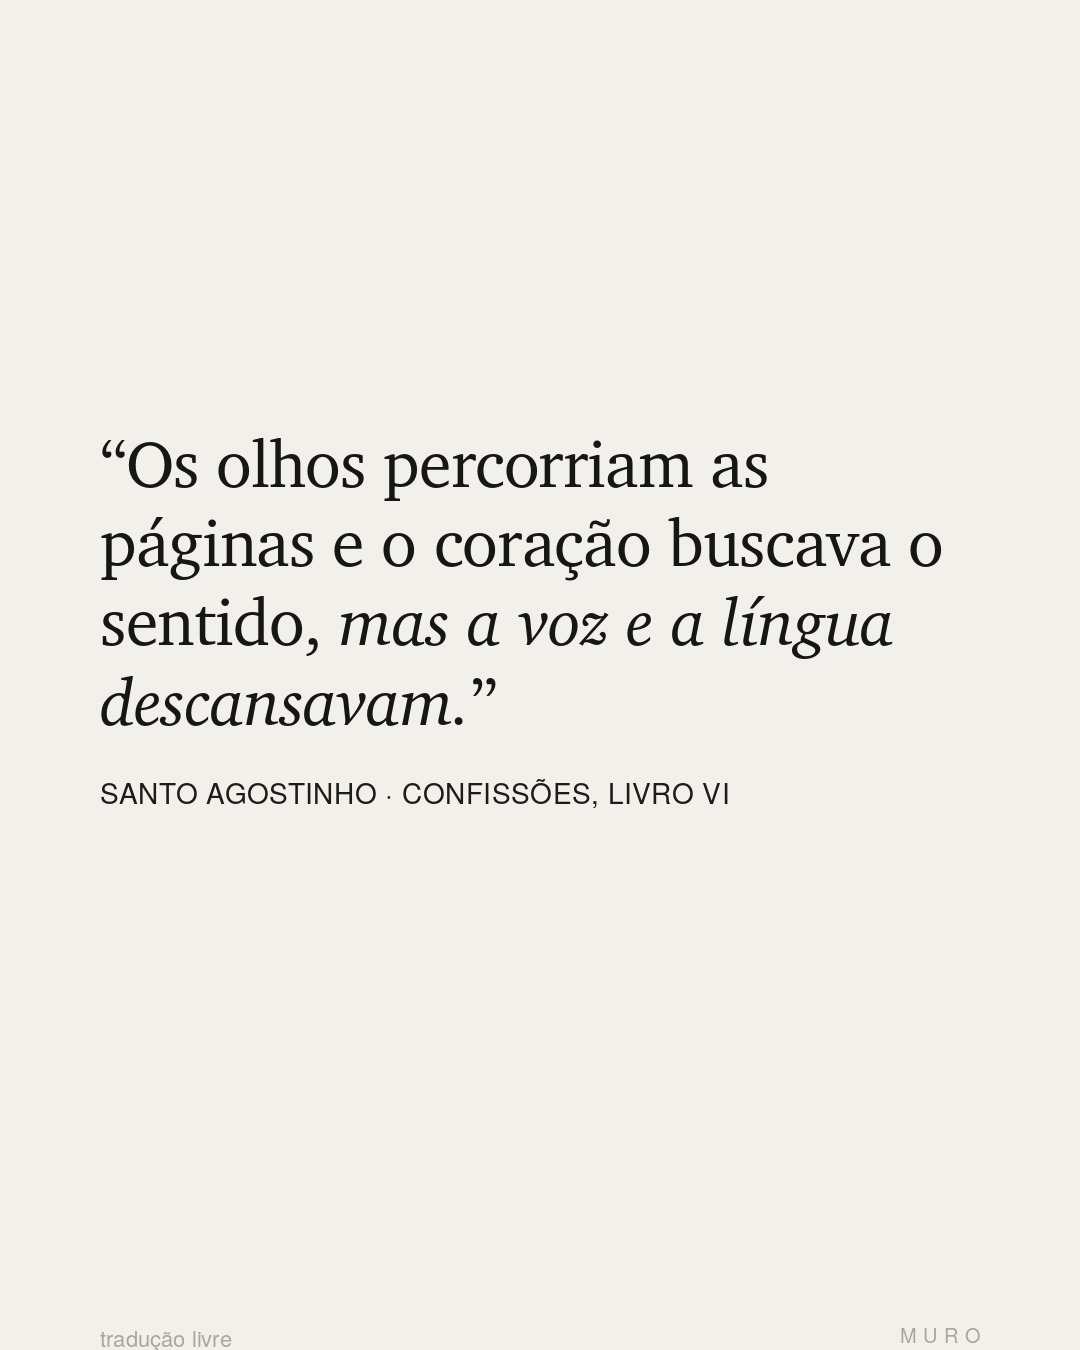 “Os olhos percorriam as
páginas e o coração buscava o
sentido, mas a voz e a língua
descansavam.”
SANTO AGOSTINHO · CONFISSÕES, LIVRO VI
tradução livre
MURO